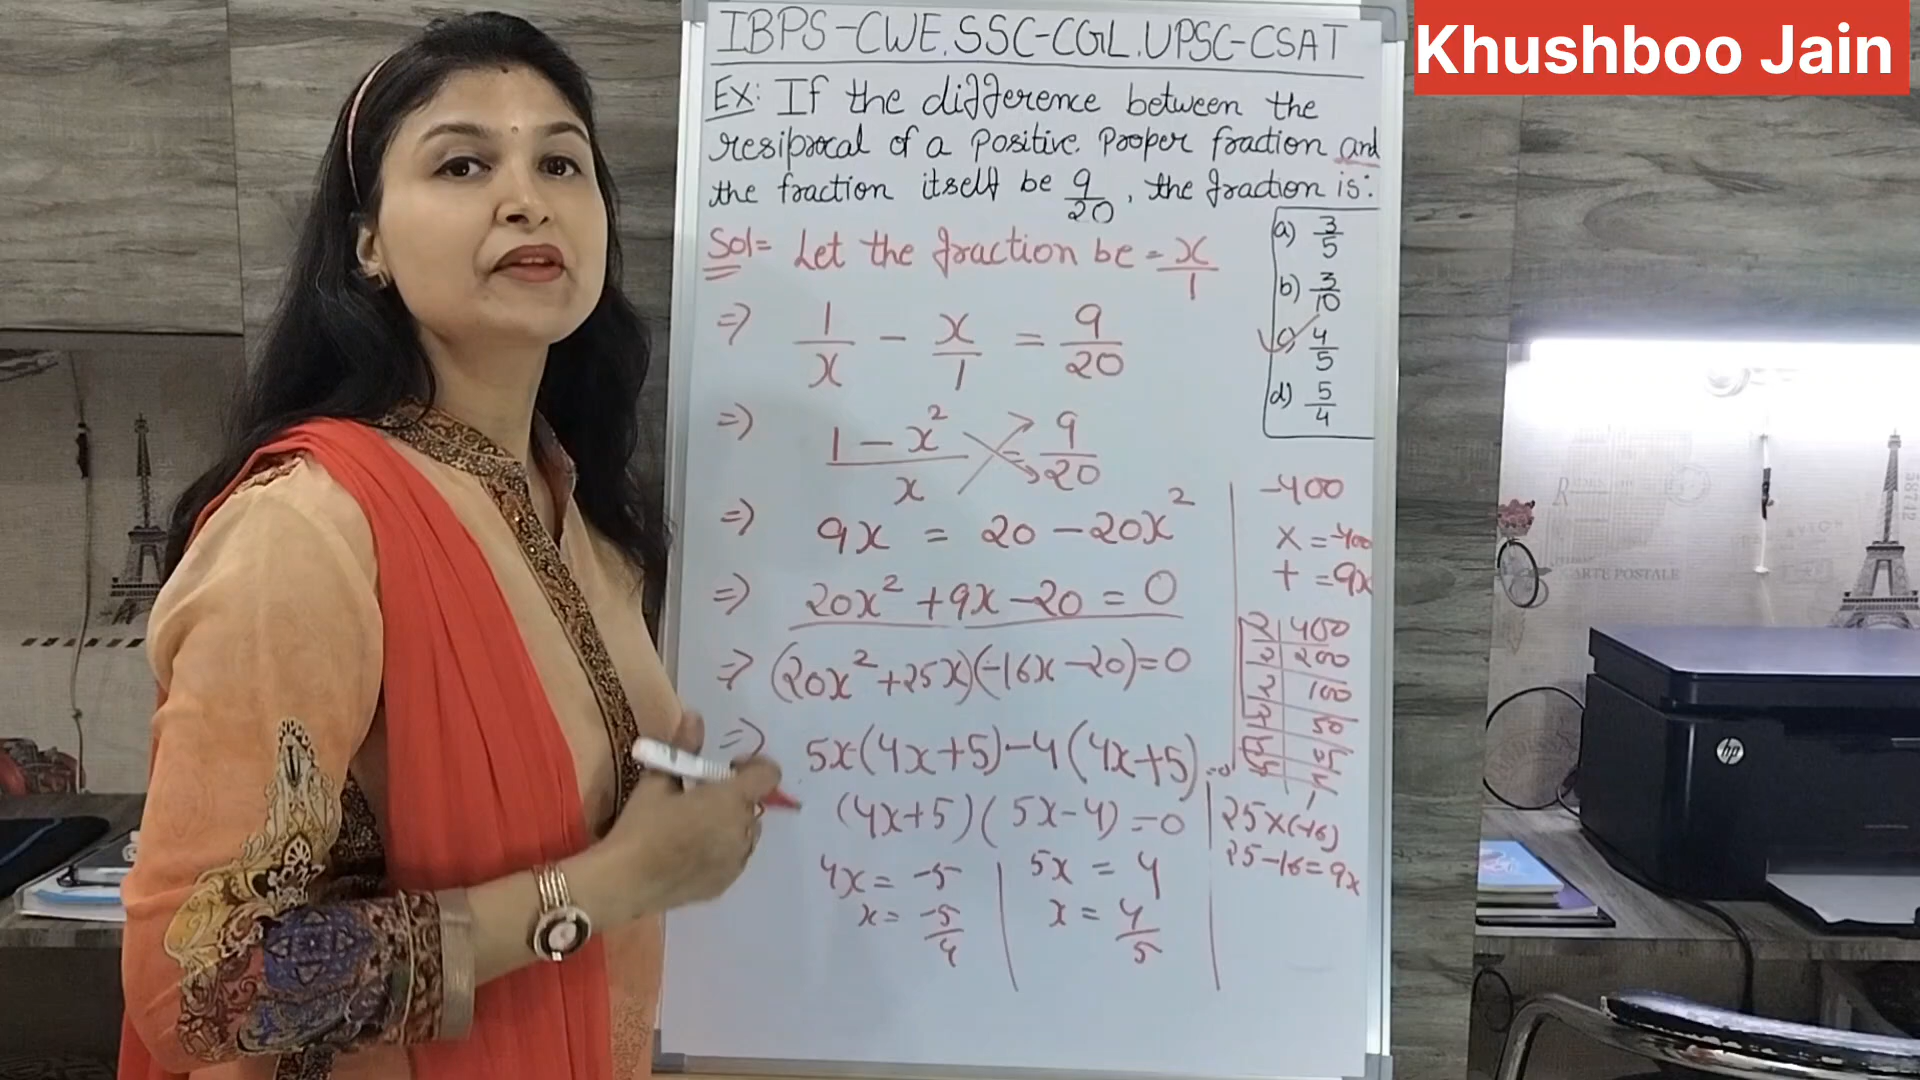 IBPS-CWE.SSC-CGL.UPSC-CSAT
Khushboo Jain
EX: If the difference between the
resiprocal of a positive. Proper fraction and
the fraction itself be 9/20, the fraction is:
a) 3/5
b) 3/10
c) 4/5
d) 5/4
Sol= Let the fraction be = x/1
=> 1/x - x/1 = 9/20
=> 1-x²/x = 9/20
=> 9x = 20-20x²
=> 20x²+9x-20=0
=> (20x²+25x)(-16x-20)=0
=> 5x(4x+5)-4(4x+5)=0
(4x+5)(5x-4)=0
4x = -5
x = -5/4
5x = 4
x = 4/5
-400
x = -400
+ = 9x
2 400
2 200
2 100
2 50
5 25
5 5
1
25x(-16)
25-16=9x
hp
CARTE POSTALE